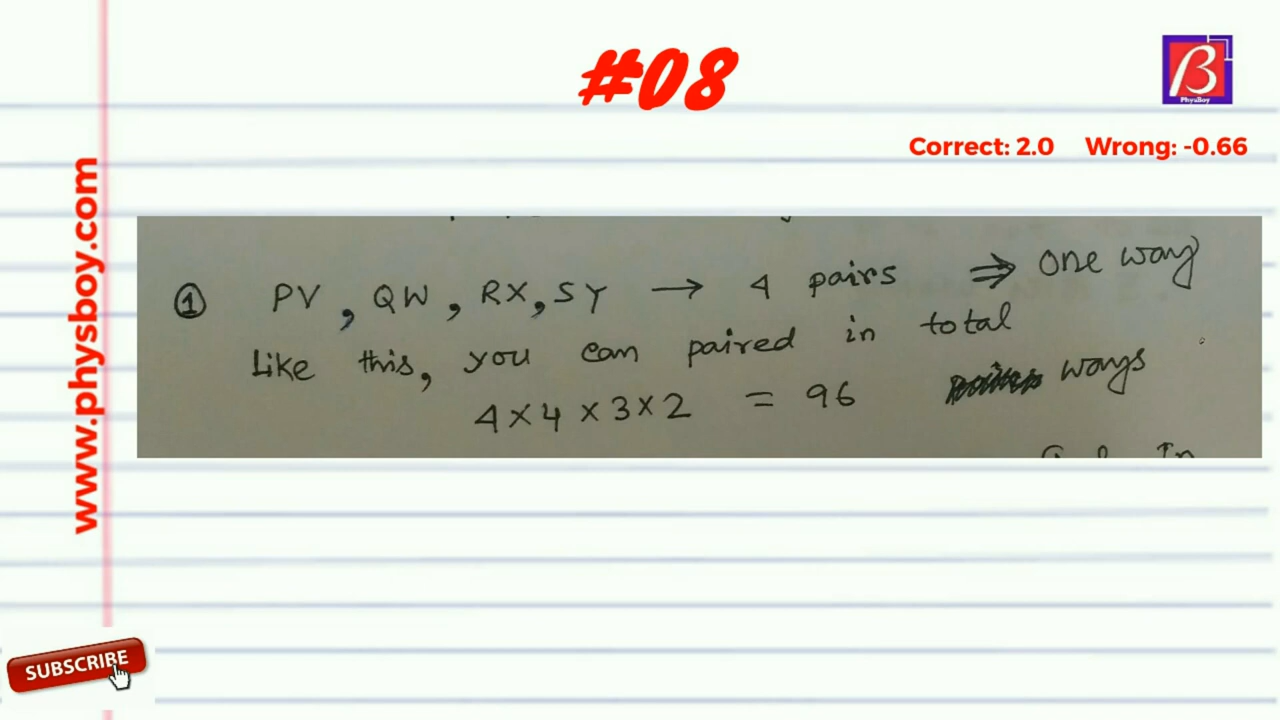 #08
β
PhysBoy
Correct: 2.0 Wrong: -0.66
www.physboy.com
① PV, QW, RX, SY → 4 pairs ⇒ one way
Like this, you can paired in total
4 × 4 × 3 × 2 = 96 ways
SUBSCRIBE